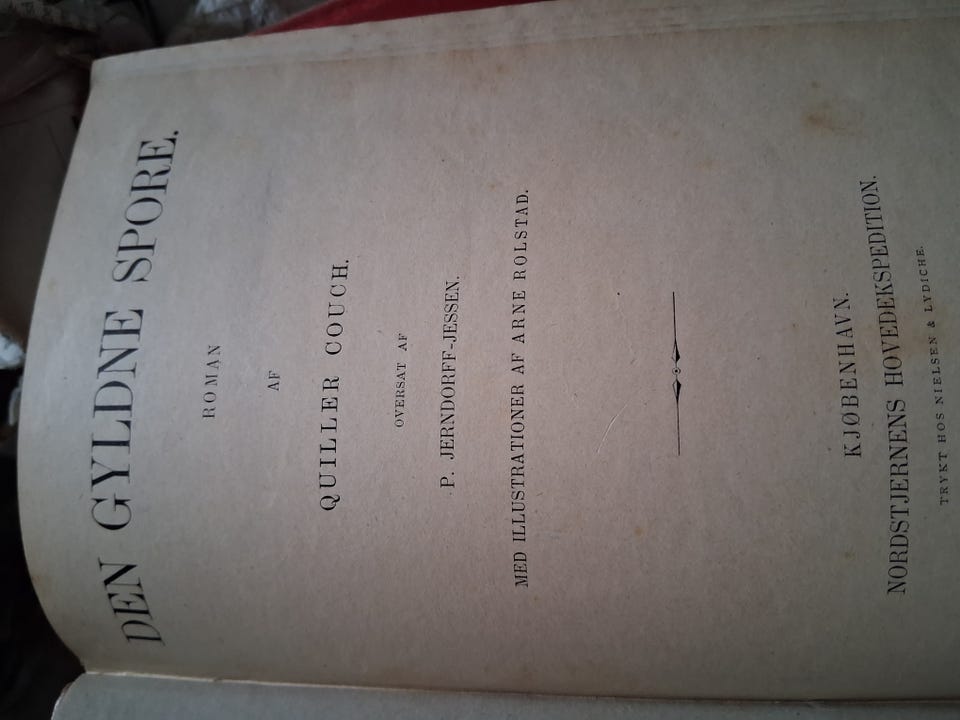 DEN GYLDNE SPORE.
ROMAN
AF
QUILLER COUCH.
OVERSAT AF
P. JERNDORFF-JESSEN.
MED ILLUSTRATIONER AF ARNE ROLSTAD.
KJØBENHAVN.
NORDSTJERNENS HOVEDEKSPEDITION.
TRYKT HOS NIELSEN & LYDICHE.